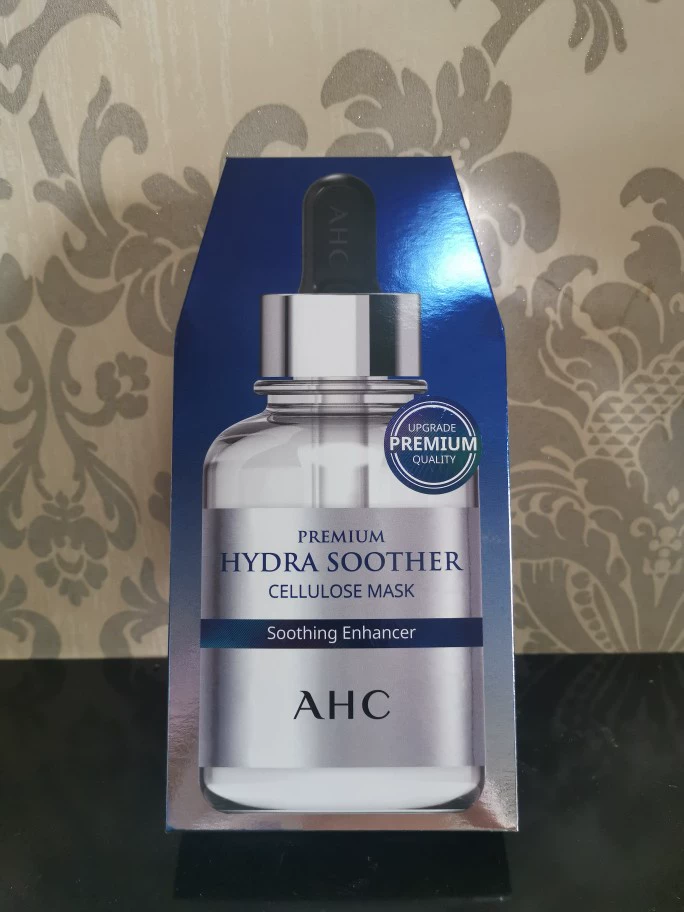 AHC
UPGRADE
PREMIUM
QUALITY
PREMIUM
HYDRA SOOTHER
CELLULOSE MASK
Soothing Enhancer
AHC